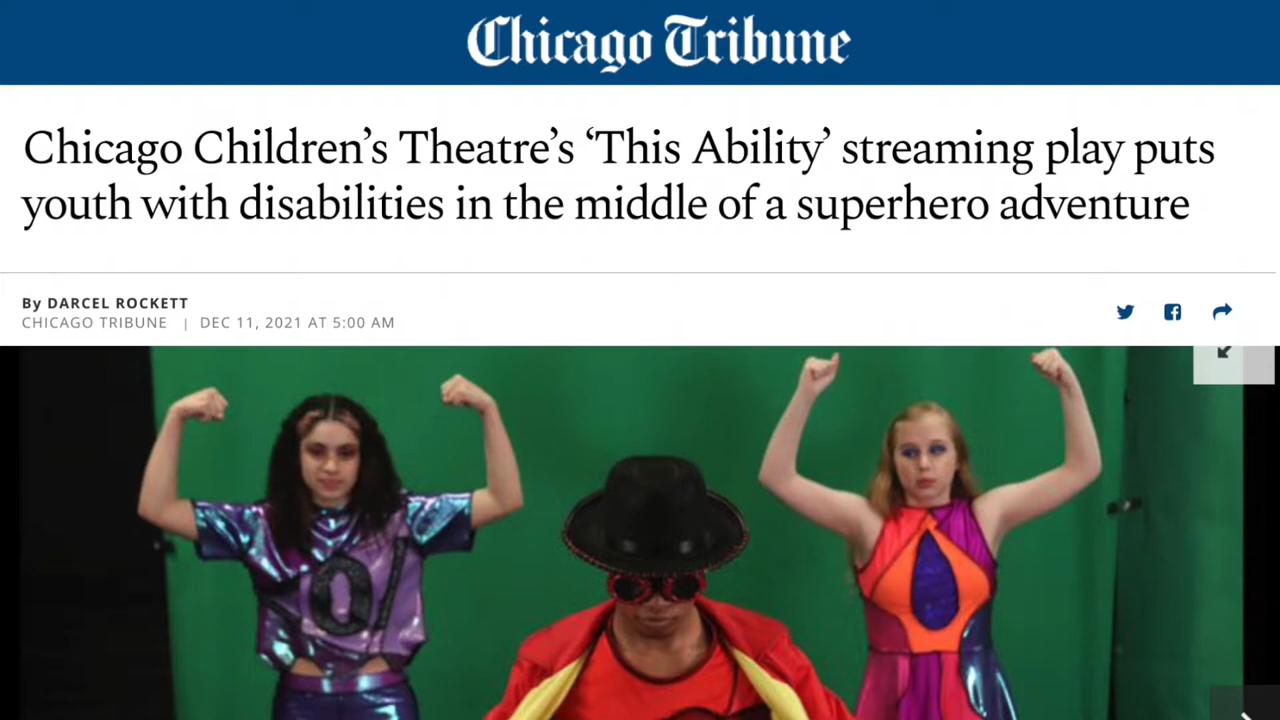 Chicago Tribune
Chicago Children’s Theatre’s ‘This Ability’ streaming play puts
youth with disabilities in the middle of a superhero adventure
By DARCEL ROCKETT
CHICAGO TRIBUNE | DEC 11, 2021 AT 5:00 AM